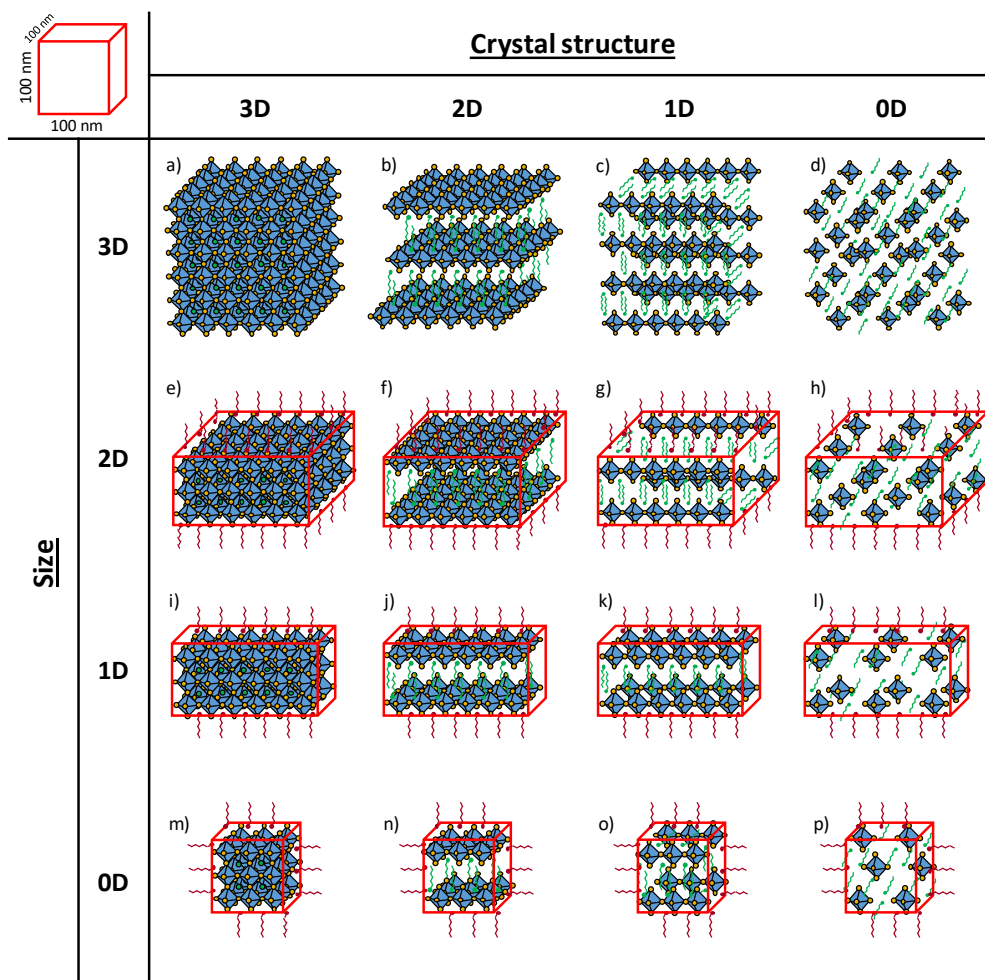 100 nm
100 nm
100 nm
Crystal structure
3D 2D 1D 0D
Size
3D
a) b) c) d)
2D
e) f) g) h)
1D
i) j) k) l)
0D
m) n) o) p)